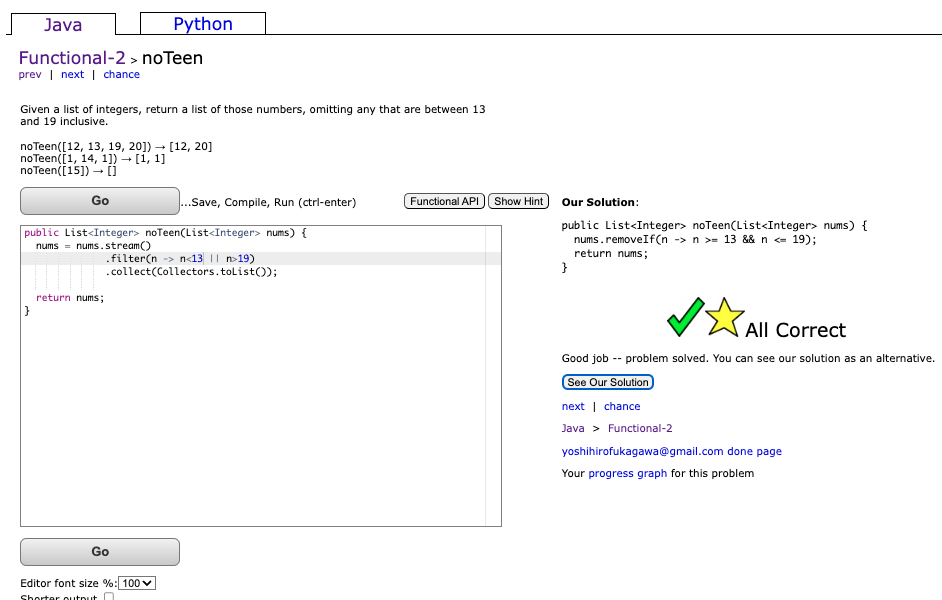 Java Python
Functional-2 > noTeen
prev | next | chance
Given a list of integers, return a list of those numbers, omitting any that are between 13
and 19 inclusive.
noTeen([12, 13, 19, 20]) → [12, 20]
noTeen([1, 14, 1]) → [1, 1]
noTeen([15]) → []
Go ...Save, Compile, Run (ctrl-enter) Functional API Show Hint
public List<Integer> noTeen(List<Integer> nums) {
nums = nums.stream()
.filter(n -> n<13 || n>19)
.collect(Collectors.toList());
return nums;
}
Go
Editor font size %: 100
Shorter output
Our Solution:
public List<Integer> noTeen(List<Integer> nums) {
nums.removeIf(n -> n >= 13 && n <= 19);
return nums;
}
All Correct
Good job -- problem solved. You can see our solution as an alternative.
See Our Solution
next | chance
Java > Functional-2
yoshihirofukagawa@gmail.com done page
Your progress graph for this problem